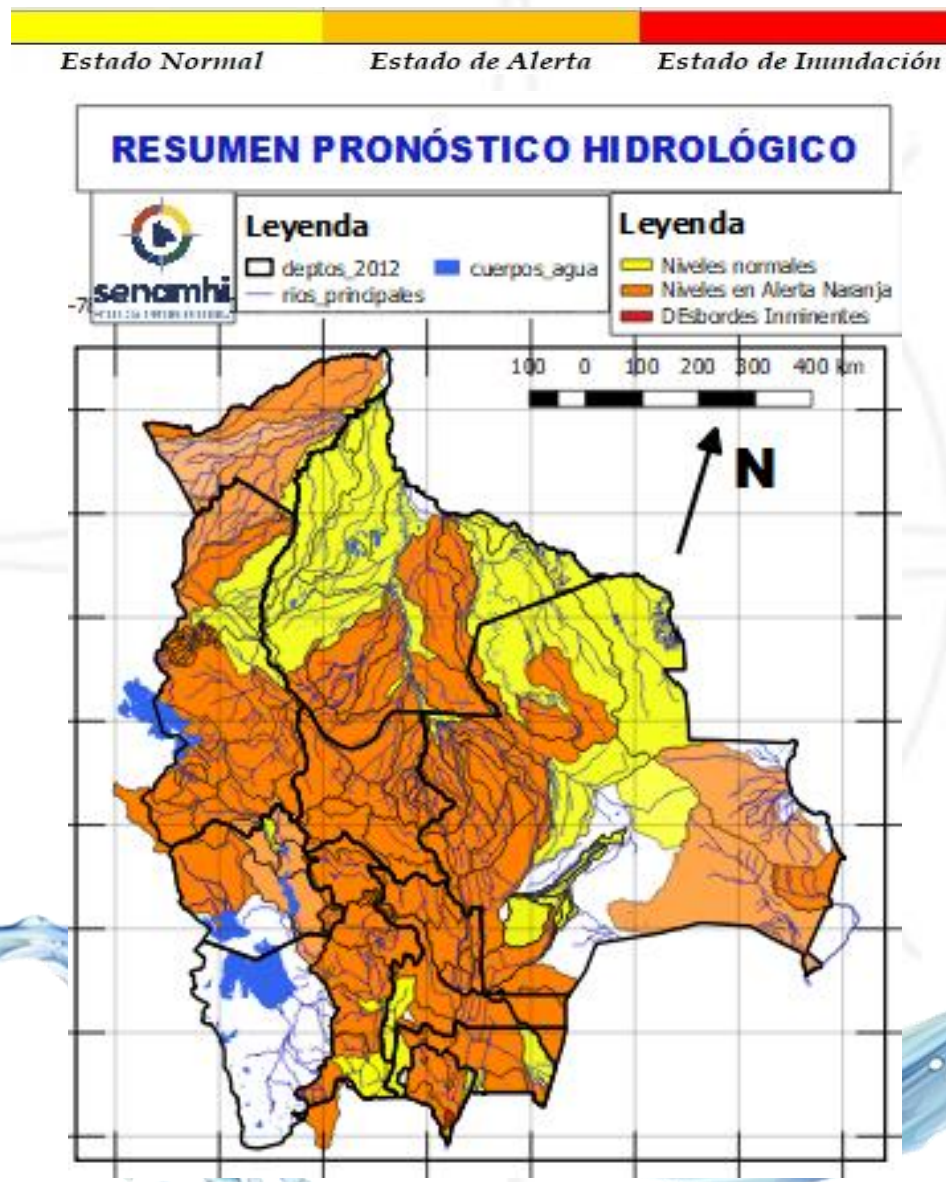 Estado Normal Estado de Alerta Estado de Inundación
RESUMEN PRONÓSTICO HIDROLÓGICO
senamhi
Leyenda
deptos_2012 cuerpos_agua
rios_principales
Leyenda
Niveles normales
Niveles en Alerta Naranja
DEsbordes Inminentes
100 0 100 200 300 400 km
N